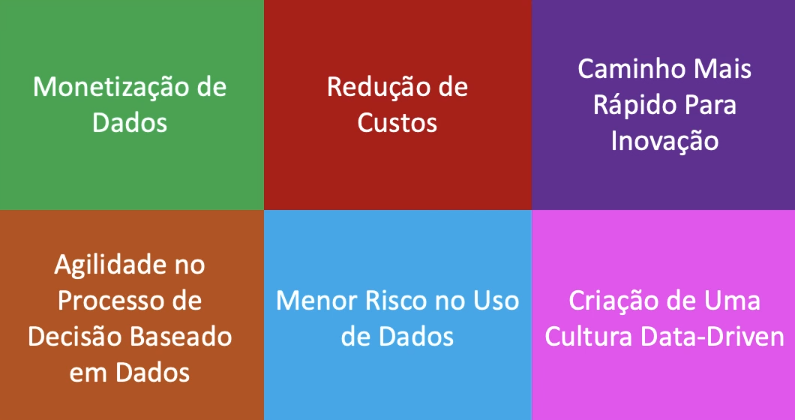 Monetização de
Dados
Redução de
Custos
Caminho Mais
Rápido Para
Inovação
Agilidade no
Processo de
Decisão Baseado
em Dados
Menor Risco no Uso
de Dados
Criação de Uma
Cultura Data-Driven